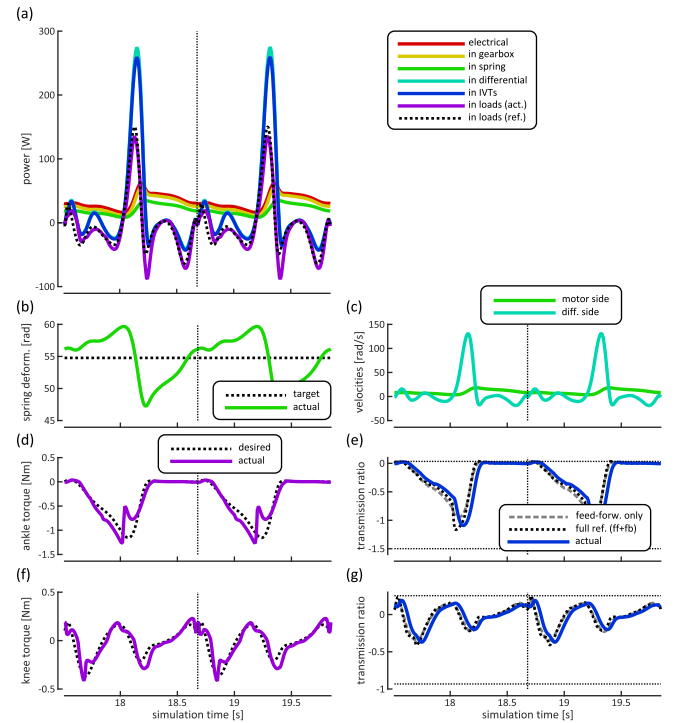 (a)
300
200
100
0
-100
power [W]
electrical
in gearbox
in spring
in differential
in IVTs
in loads (act.)
in loads (ref.)
(b)
60
55
50
45
spring deform. [rad]
target
actual
(c)
motor side
diff. side
150
100
50
0
-50
velocities [rad/s]
(d)
desired
actual
0.5
0
-0.5
-1
-1.5
ankle torque [Nm]
(e)
0
-0.5
-1
-1.5
transmission ratio
feed-forw. only
full ref. (ff+fb)
actual
(f)
0.5
0
-0.5
knee torque [Nm]
18 18.5 19 19.5
simulation time [s]
(g)
0
-0.5
-1
transmission ratio
18 18.5 19 19.5
simulation time [s]